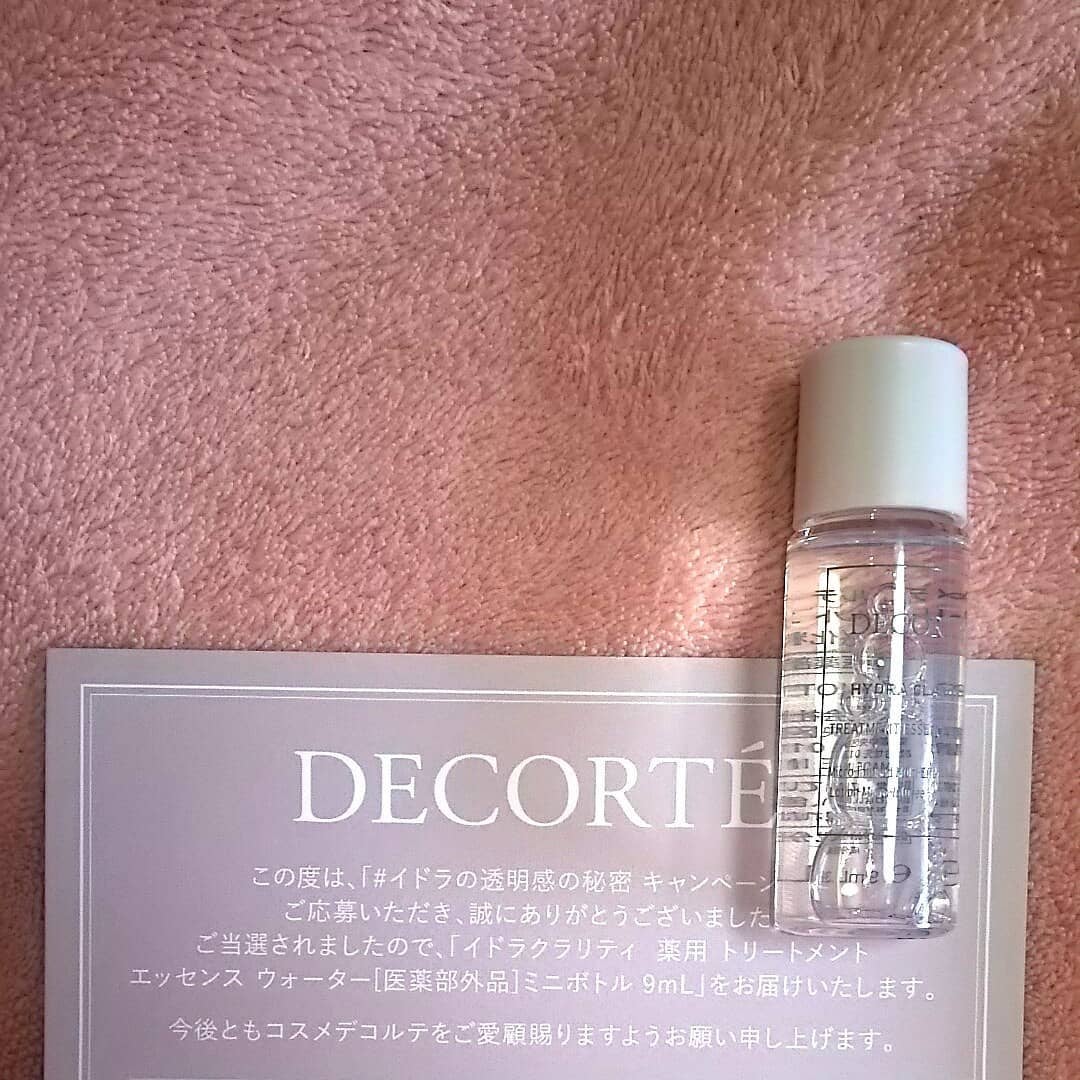 DECOR
HYDRA CL
TREATMENT ESSE
DECORTÉ
この度は、「#イドラの透明感の秘密 キャンペーン
ご応募いただき、誠にありがとうございました
ご当選されましたので、「イドラクラリティ 薬用 トリートメント
エッセンス ウォーター[医薬部外品]ミニボトル 9mL」をお届けいたします。
今後ともコスメデコルテをご愛顧賜りますようお願い申し上げます。